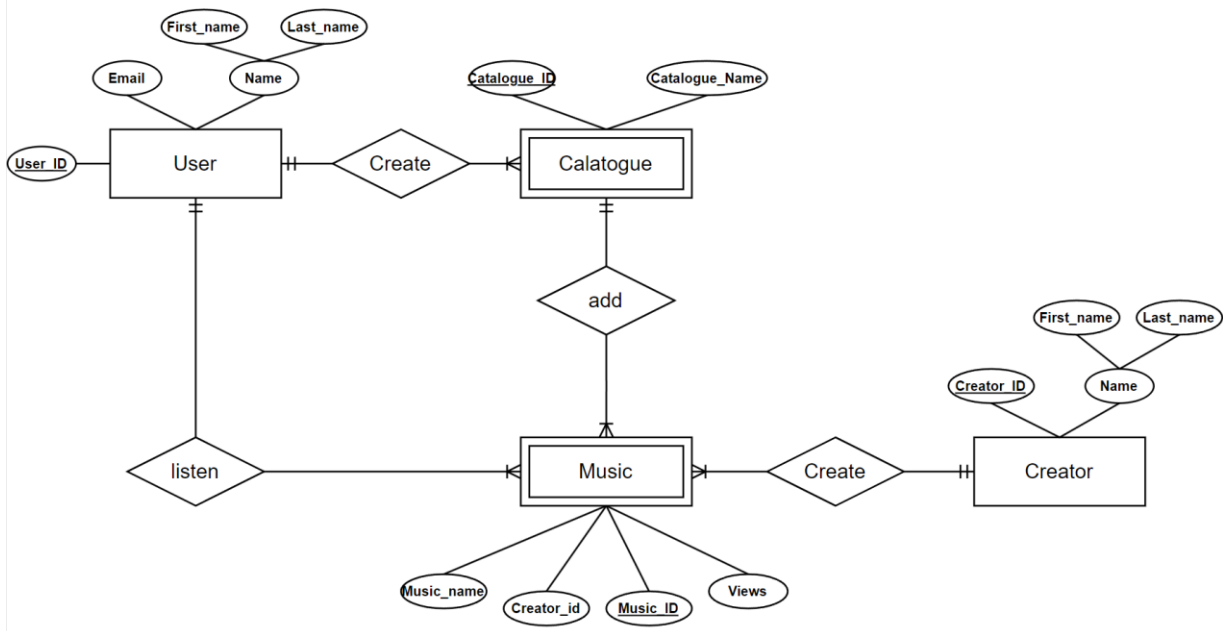 First_name
Last_name
Email
Name
Catalogue_ID
Catalogue_Name
User_ID
User
Create
Calatogue
add
First_name
Last_name
Creator_ID
Name
listen
Music
Create
Creator
Music_name
Creator_id
Music_ID
Views